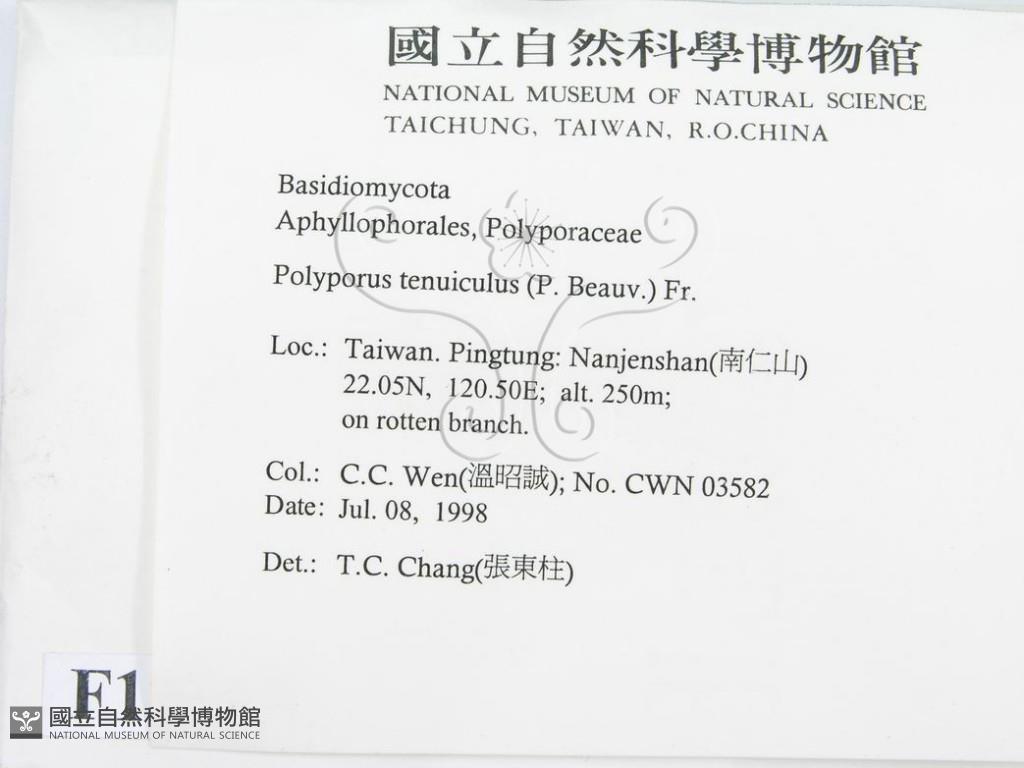 國立自然科學博物館
NATIONAL MUSEUM OF NATURAL SCIENCE
TAICHUNG, TAIWAN, R.O.CHINA
Basidiomycota
Aphyllophorales, Polyporaceae
Polyporus tenuiculus (P. Beauv.) Fr.
Loc.: Taiwan. Pingtung: Nanjenshan(南仁山)
22.05N, 120.50E; alt. 250m;
on rotten branch.
Col.: C.C. Wen(溫昭誠); No. CWN 03582
Date: Jul. 08, 1998
Det.: T.C. Chang(張東柱)
F1
國立自然科學博物館
NATIONAL MUSEUM OF NATURAL SCIENCE